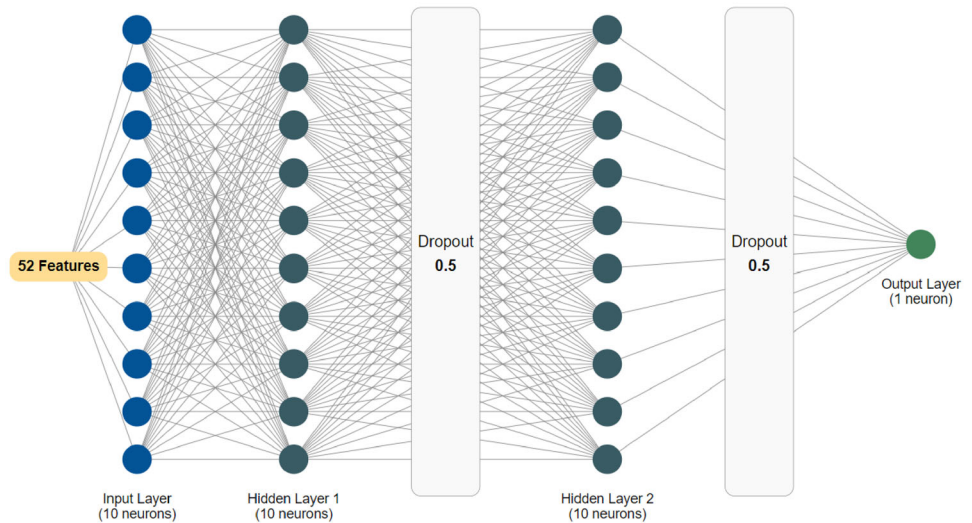 52 Features
Dropout
0.5
Dropout
0.5
Input Layer
(10 neurons)
Hidden Layer 1
(10 neurons)
Hidden Layer 2
(10 neurons)
Output Layer
(1 neuron)